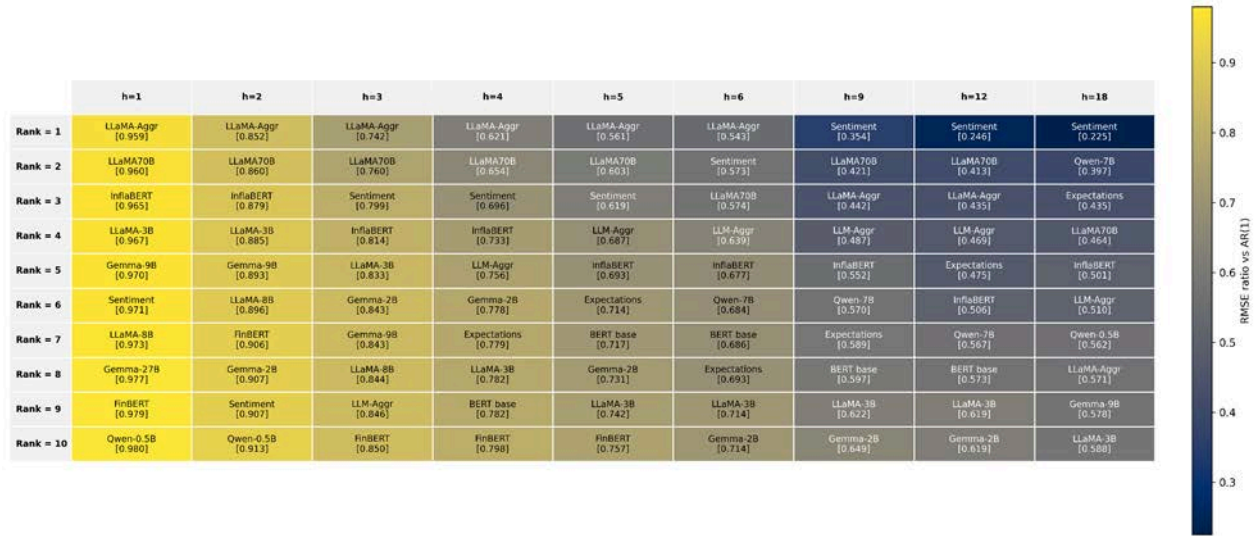 h=1 h=2 h=3 h=4 h=5 h=6 h=9 h=12 h=18
Rank = 1 LLaMA-Aggr LLaMA-Aggr LLaMA-Aggr LLaMA-Aggr LLaMA-Aggr LLaMA-Aggr Sentiment Sentiment Sentiment
[0.959] [0.852] [0.742] [0.621] [0.561] [0.543] [0.354] [0.246] [0.225]
Rank = 2 LLaMA70B LLaMA70B LLaMA70B LLaMA70B LLaMA70B Sentiment LLaMA70B LLaMA70B Qwen-7B
[0.960] [0.860] [0.760] [0.654] [0.603] [0.573] [0.421] [0.413] [0.397]
Rank = 3 InflaBERT InflaBERT Sentiment Sentiment Sentiment LLaMA70B LLaMA-Aggr LLaMA-Aggr Expectations
[0.965] [0.879] [0.799] [0.696] [0.619] [0.574] [0.442] [0.435] [0.435]
Rank = 4 LLaMA-3B LLaMA-3B InflaBERT InflaBERT LLM-Aggr LLM-Aggr LLM-Aggr LLM-Aggr LLaMA70B
[0.967] [0.885] [0.814] [0.733] [0.687] [0.639] [0.487] [0.469] [0.464]
Rank = 5 Gemma-9B Gemma-9B LLaMA-3B LLM-Aggr InflaBERT InflaBERT InflaBERT Expectations InflaBERT
[0.970] [0.893] [0.833] [0.756] [0.693] [0.677] [0.552] [0.475] [0.501]
Rank = 6 Sentiment LLaMA-8B Gemma-2B Gemma-2B Expectations Qwen-7B Qwen-7B InflaBERT LLM-Aggr
[0.971] [0.896] [0.843] [0.778] [0.714] [0.684] [0.570] [0.506] [0.510]
Rank = 7 LLaMA-8B FinBERT Gemma-9B Expectations BERT base BERT base Expectations Qwen-7B Qwen-0.5B
[0.973] [0.906] [0.843] [0.779] [0.717] [0.686] [0.589] [0.567] [0.562]
Rank = 8 Gemma-27B Gemma-2B LLaMA-8B LLaMA-3B Gemma-2B Expectations BERT base BERT base LLaMA-Aggr
[0.977] [0.907] [0.844] [0.782] [0.731] [0.693] [0.597] [0.573] [0.571]
Rank = 9 FinBERT Sentiment LLM-Aggr BERT base LLaMA-3B LLaMA-3B LLaMA-3B LLaMA-3B Gemma-9B
[0.979] [0.907] [0.846] [0.782] [0.742] [0.714] [0.622] [0.619] [0.578]
Rank = 10 Qwen-0.5B Qwen-0.5B FinBERT FinBERT FinBERT Gemma-2B Gemma-2B Gemma-2B LLaMA-3B
[0.980] [0.913] [0.850] [0.798] [0.757] [0.714] [0.649] [0.619] [0.588]
0.9
0.8
0.7
0.6
0.5
0.4
0.3
RMSE ratio vs AR(1)